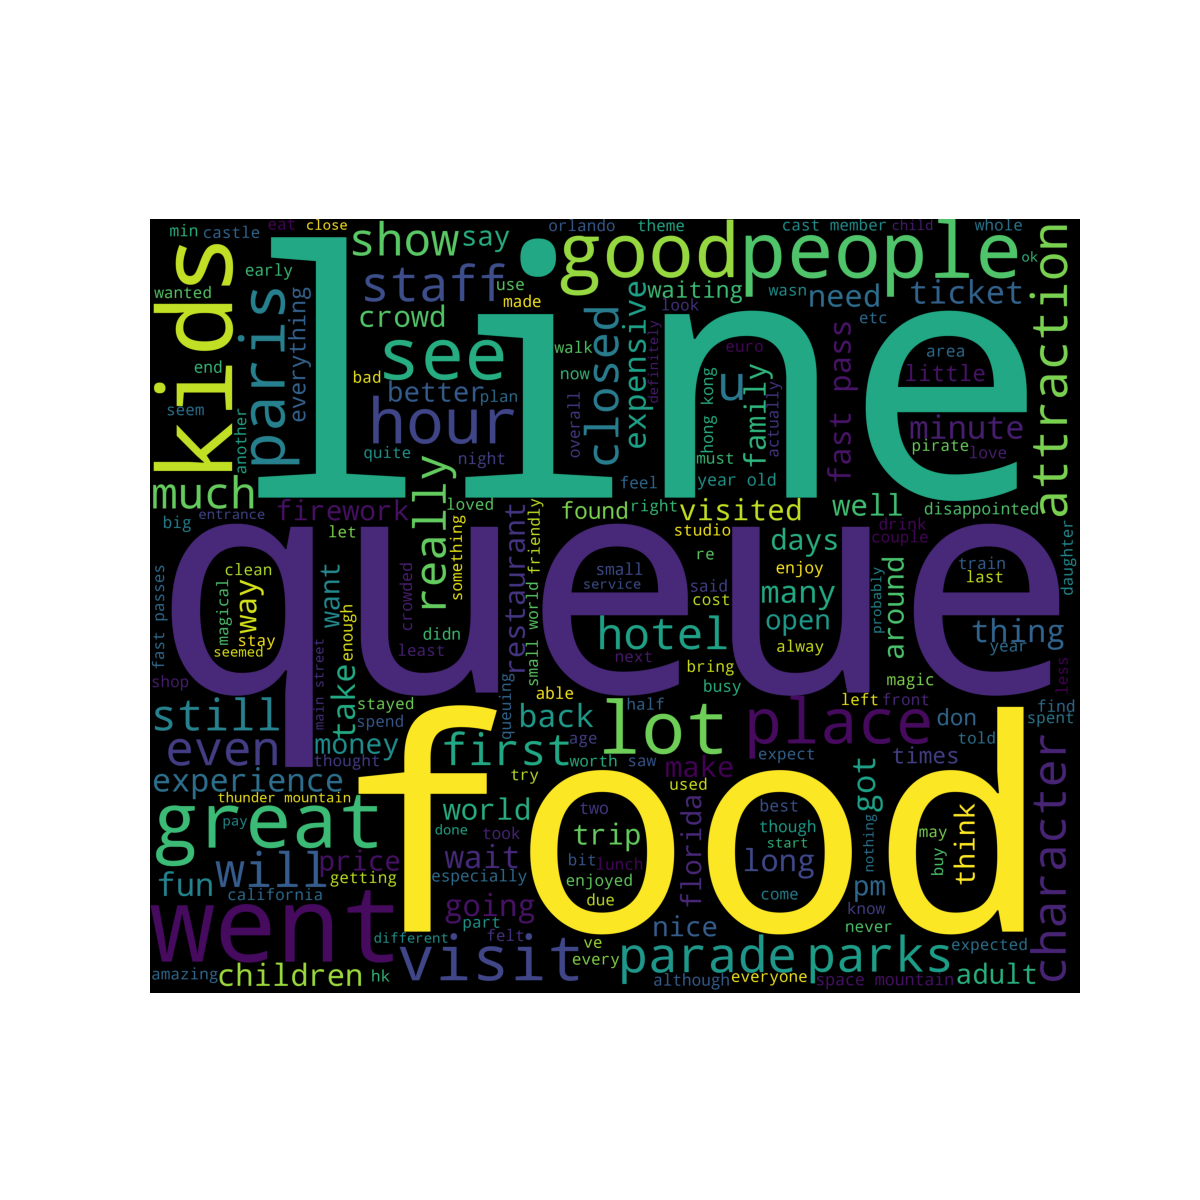 line
queue
food
kids
paris
much
min
castle
eat
close
early
wanted
everything
end
seem
another
big
entrance
firework
let
show
say
staff
use
made
crowd
see
bad
better
plan
hour
quite
night
loved
really
orlando
theme
cast member
child
whole
good
people
ok
attraction
waiting
wasn
need
ticket
etc
look
walk
now
closed
expensive
definitely
overall
feel
right
euro
u
family
hong kong
actually
must
year old
fast pass
area
little
minute
pirate
love
well
disappointed
found
visited
studio
re
days
enjoy
drink
couple
train
last
daughter
fast passes
clean
magical
way
stay
seemed
want
enough
crowded
something
didn
least
restaurant
small world
friendly
small
service
said
cost
many
open
hotel
next
alway
bring
busy
probably
around
thing
year
less
magic
shop
main street
take
stayed
spend
queuing
able
back
half
lot
place
left
front
don
find
spent
told
still
even
money
thought
first
age
worth
saw
try
make
used
expect
times
experience
thunder mountain
great
pay
world
done
took
two
trip
florida
best
though
start
long
got
nothing
may
buy
think
character
will
price
wait
bit
lunch
fun
california
getting
especially
enjoyed
due
come
pm
know
never
went
going
part
different
felt
visit
ve
every
nice
parade
parks
expected
amazing
children
hk
although
everyone
space mountain
adult